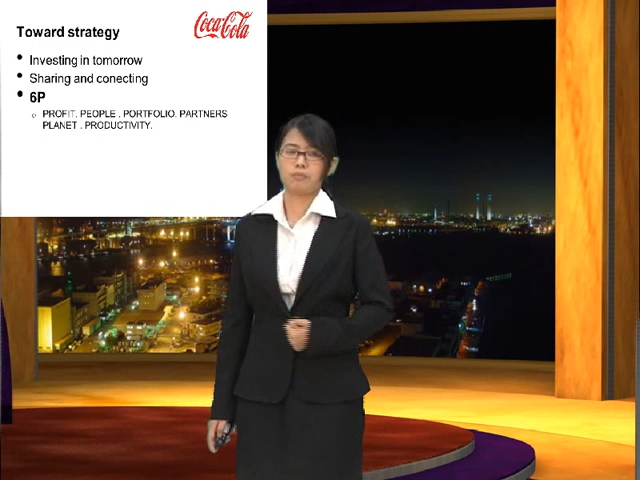 Toward strategy
Coca-Cola
Investing in tomorrow
Sharing and conecting
6P
PROFIT. PEOPLE . PORTFOLIO. PARTNERS
PLANET . PRODUCTIVITY.